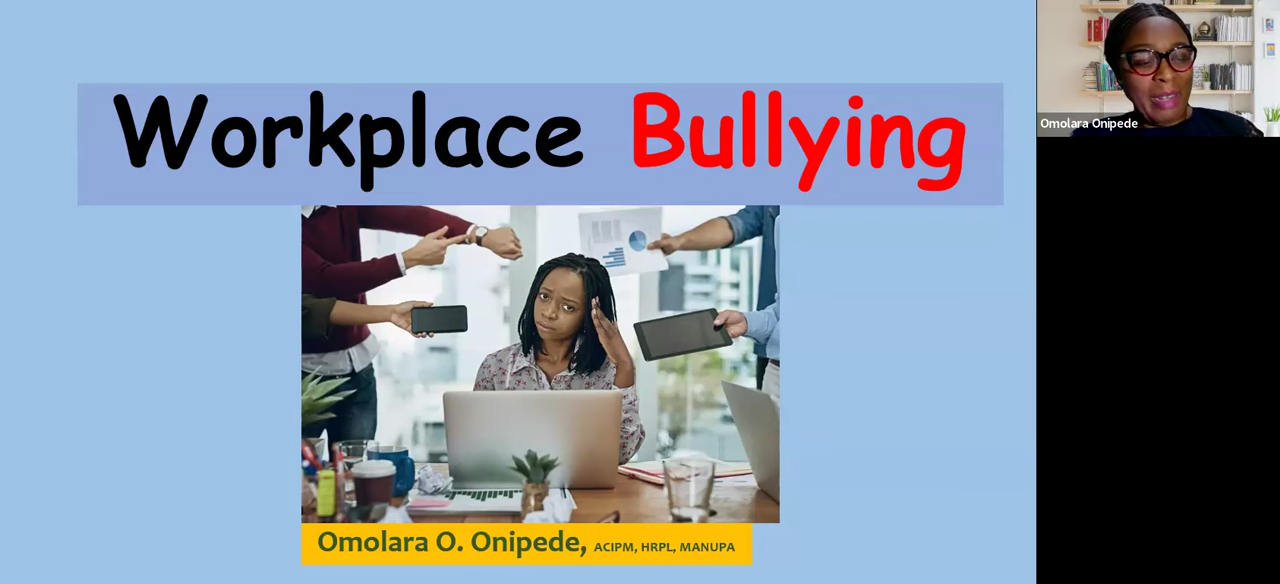 Workplace Bullying
Omolara O. Onipede, ACIPM, HRPL, MANUPA
Omolara Onipede